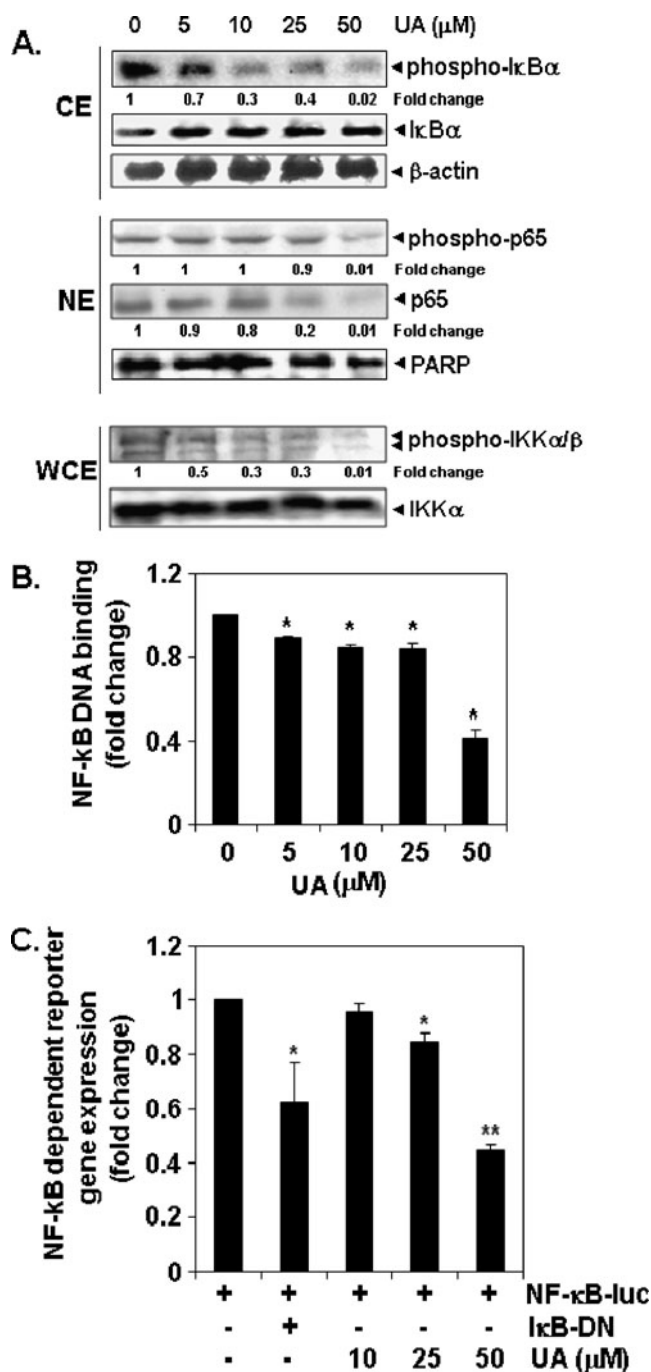 0 5 10 25 50 UA (µM)
A.
CE
◄phospho-IκBα
1 0.7 0.3 0.4 0.02 Fold change
◄IκBα
◄β-actin
NE
◄phospho-p65
1 1 1 0.9 0.01 Fold change
◄p65
1 0.9 0.8 0.2 0.01 Fold change
◄PARP
WCE
phospho-IKKα/β
1 0.5 0.3 0.3 0.01 Fold change
◄IKKα
B.
NF-kB DNA binding
(fold change)
1.2
0.8
0.4
0
* * * *
0 5 10 25 50
UA (µM)
C.
NF-kB dependent reporter
gene expression
(fold change)
1.2
1
0.8
0.6
0.4
0.2
0
* * **
+ + + + + NF-κB-luc
- + - - - IκB-DN
- - 10 25 50 UA (µM)